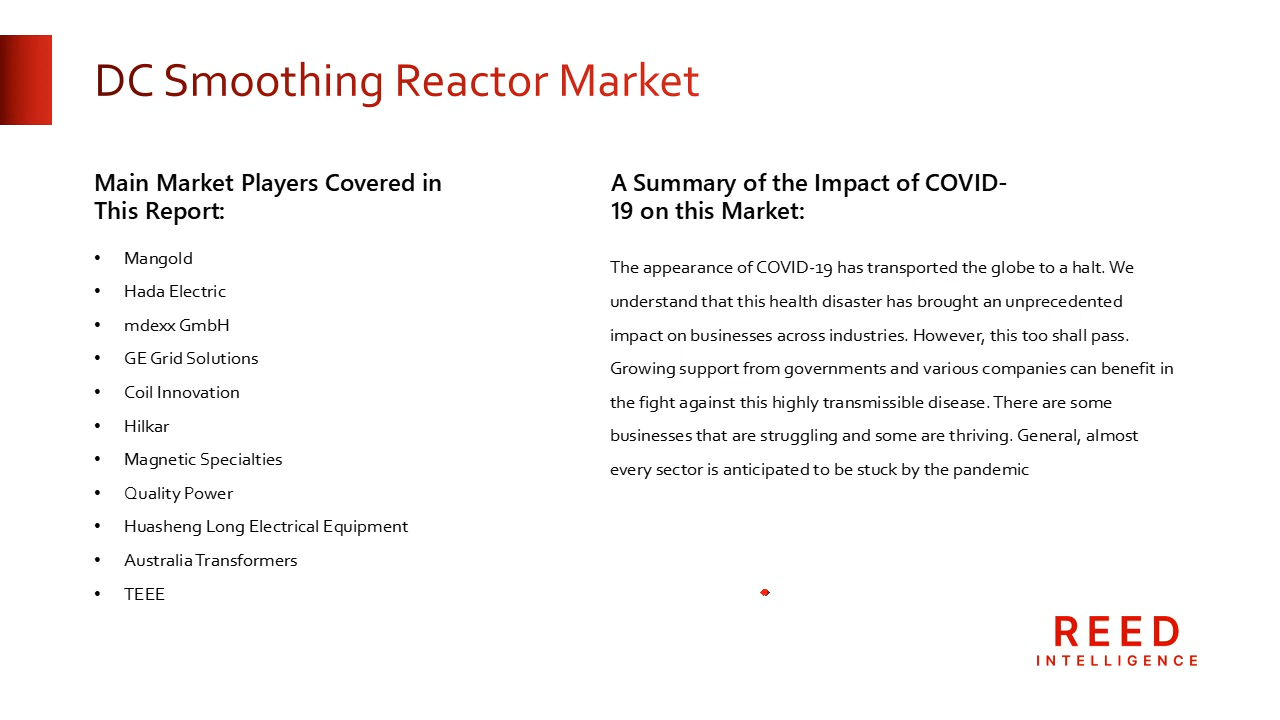 DC Smoothing Reactor Market
Main Market Players Covered in
This Report:
• Mangold
• Hada Electric
• mdexx GmbH
• GE Grid Solutions
• Coil Innovation
• Hilkar
• Magnetic Specialties
• Quality Power
• Huasheng Long Electrical Equipment
• Australia Transformers
• TEEE
A Summary of the Impact of COVID-
19 on this Market:
The appearance of COVID-19 has transported the globe to a halt. We
understand that this health disaster has brought an unprecedented
impact on businesses across industries. However, this too shall pass.
Growing support from governments and various companies can benefit in
the fight against this highly transmissible disease. There are some
businesses that are struggling and some are thriving. General, almost
every sector is anticipated to be stuck by the pandemic
REED
INTELLIGENCE